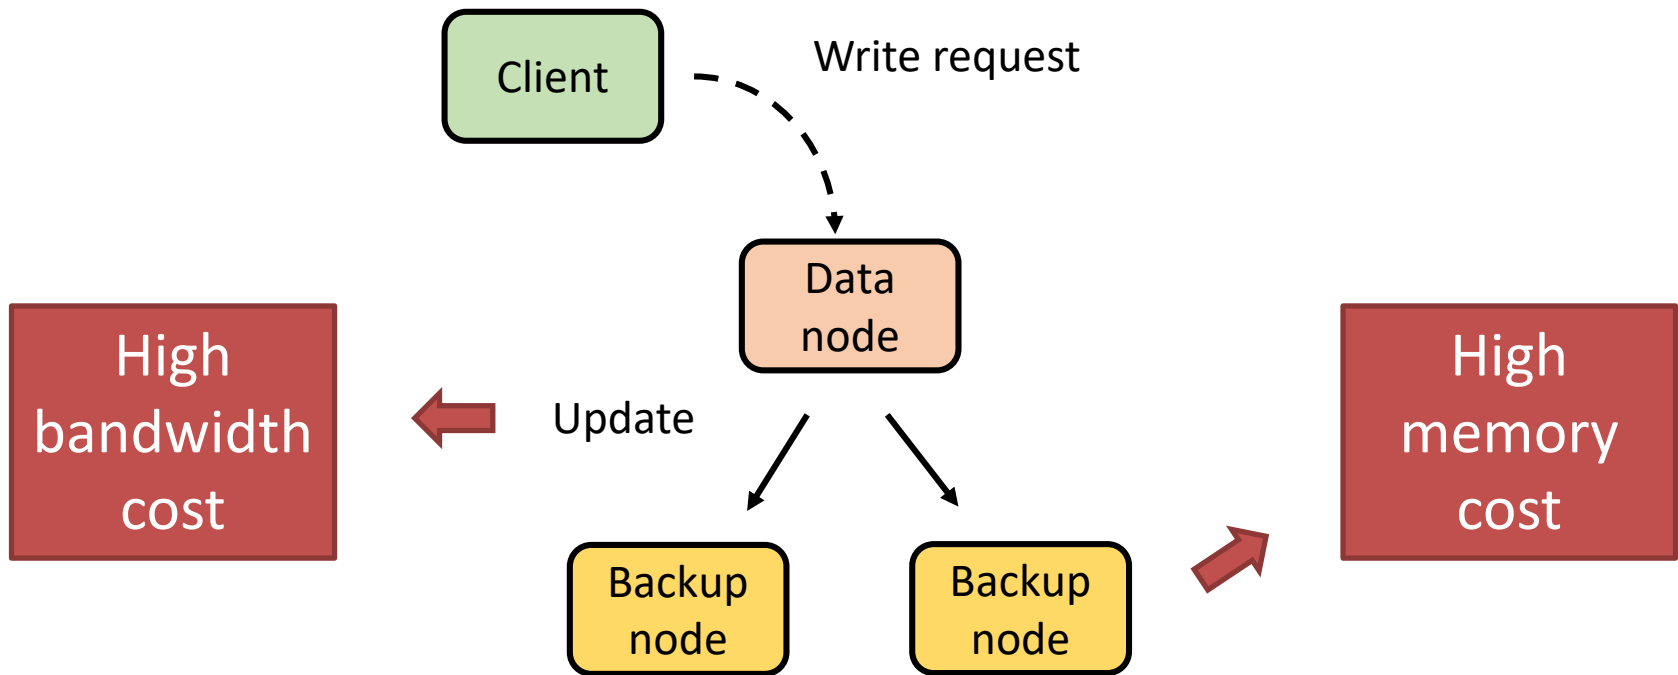 Client
Write request
Data
node
High
bandwidth
cost
Update
High
memory
cost
Backup
node
Backup
node